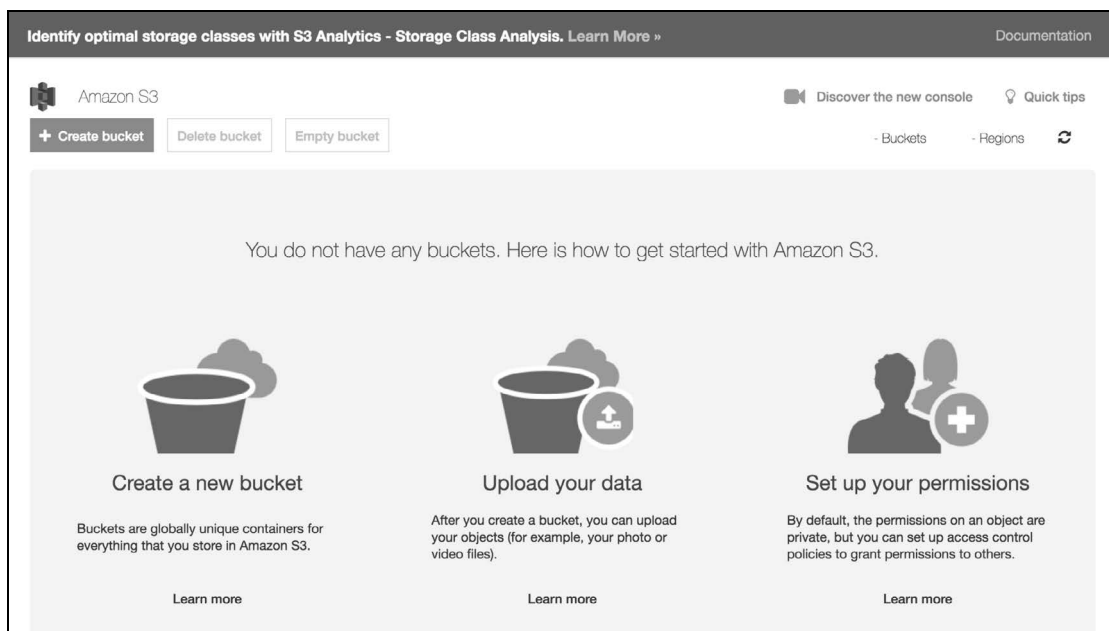 Identify optimal storage classes with S3 Analytics - Storage Class Analysis. Learn More »
Documentation
Amazon S3
Discover the new console
Quick tips
+ Create bucket
Delete bucket
Empty bucket
- Buckets
- Regions
You do not have any buckets. Here is how to get started with Amazon S3.
Create a new bucket
Buckets are globally unique containers for
everything that you store in Amazon S3.
Learn more
Upload your data
After you create a bucket, you can upload
your objects (for example, your photo or
video files).
Learn more
Set up your permissions
By default, the permissions on an object are
private, but you can set up access control
policies to grant permissions to others.
Learn more